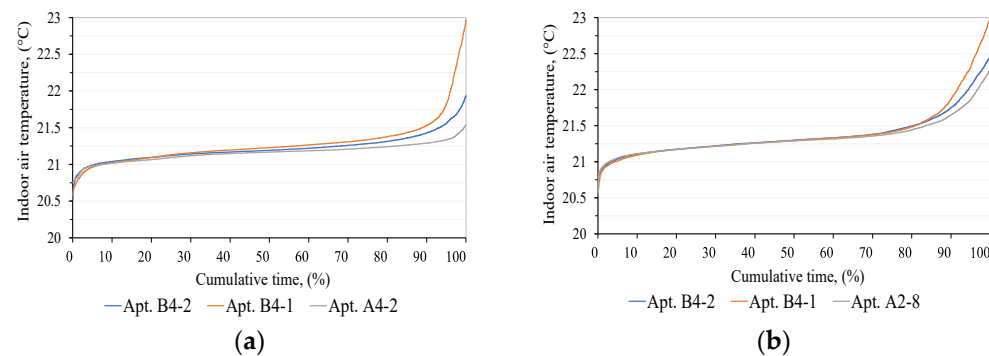 23
22.5
22
21.5
21
20.5
20
Indoor air temperature, (°C)
0 10 20 30 40 50 60 70 80 90 100
Cumulative time, (%)
Apt. B4-2 Apt. B4-1 Apt. A4-2
(a)
23
22.5
22
21.5
21
20.5
20
Indoor air temperature, (°C)
0 10 20 30 40 50 60 70 80 90 100
Cumulative time, (%)
Apt. B4-2 Apt. B4-1 Apt. A2-8
(b)